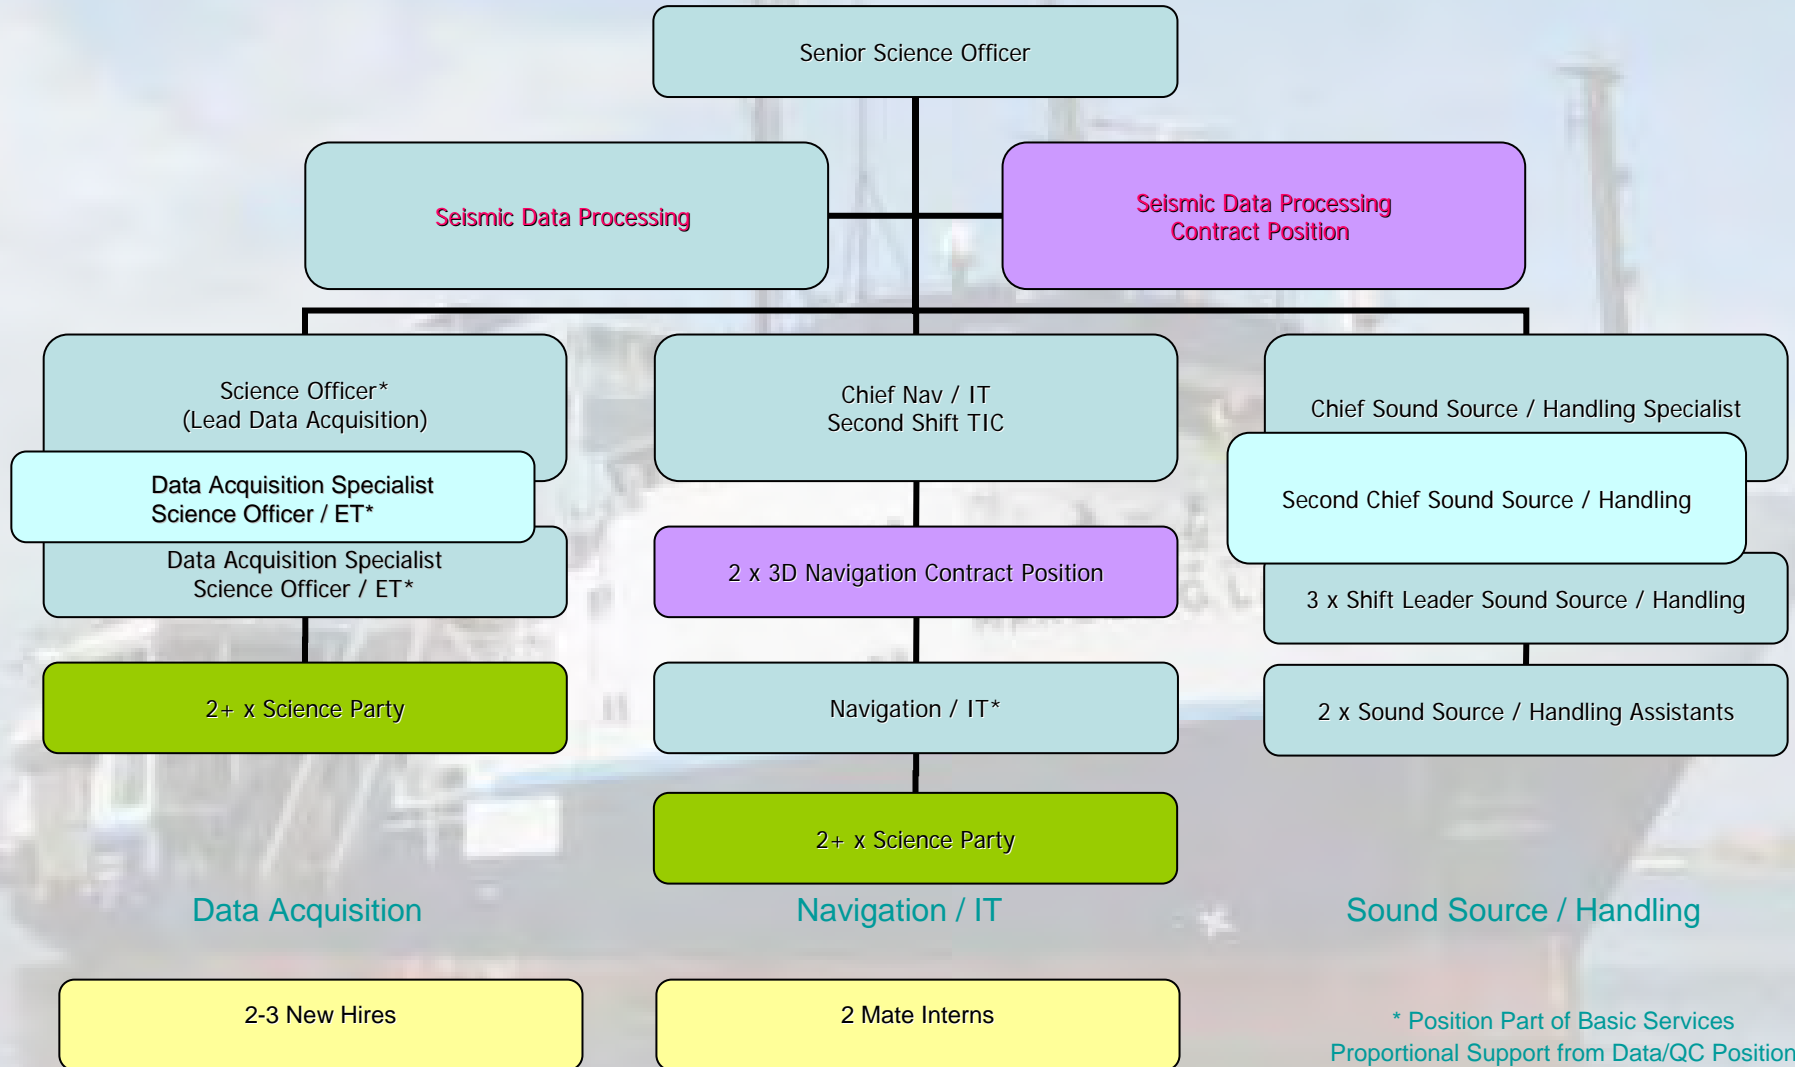 Senior Science Officer
Seismic Data Processing
Seismic Data Processing
Contract Position
Science Officer*
(Lead Data Acquisition)
Data Acquisition Specialist
Science Officer / ET*
Data Acquisition Specialist
Science Officer / ET*
2+ x Science Party
Chief Nav / IT
Second Shift TIC
2 x 3D Navigation Contract Position
Navigation / IT*
2+ x Science Party
Chief Sound Source / Handling Specialist
Second Chief Sound Source / Handling
3 x Shift Leader Sound Source / Handling
2 x Sound Source / Handling Assistants
Data Acquisition
Navigation / IT
Sound Source / Handling
2-3 New Hires
2 Mate Interns
* Position Part of Basic Services
Proportional Support from Data/QC Position